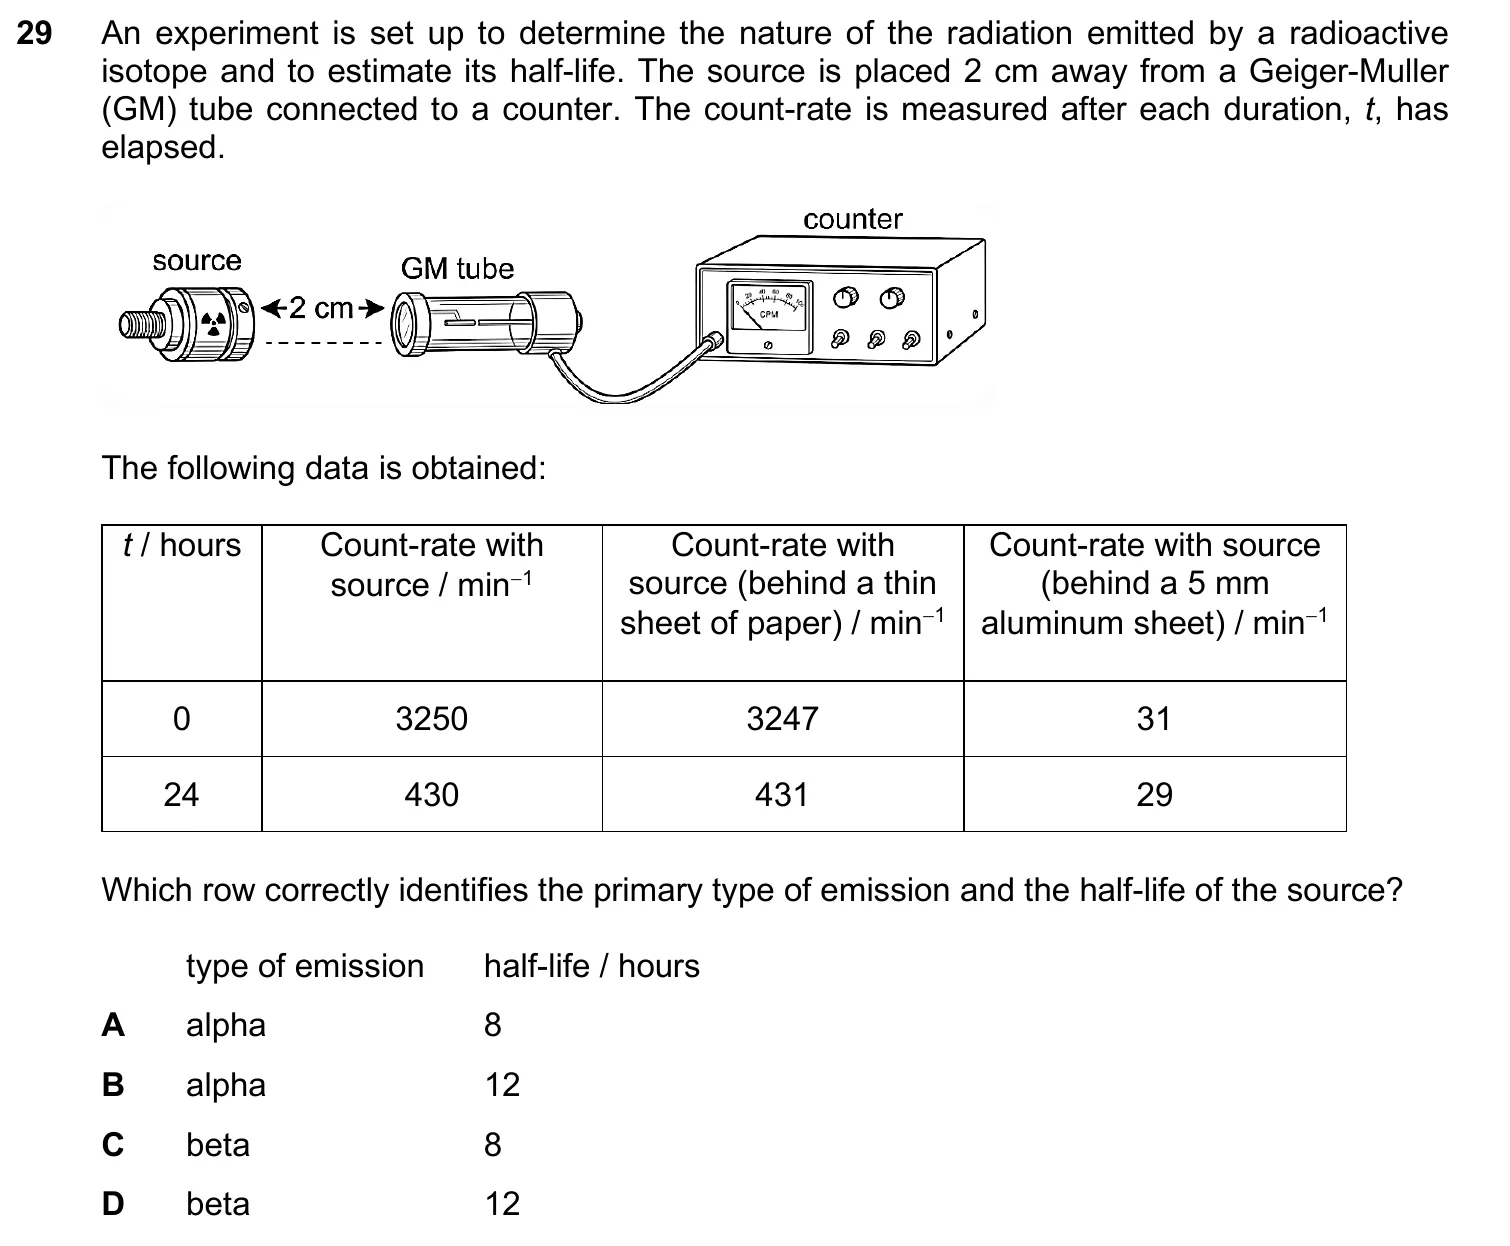 29 An experiment is set up to determine the nature of the radiation emitted by a radioactive
isotope and to estimate its half-life. The source is placed 2 cm away from a Geiger-Muller
(GM) tube connected to a counter. The count-rate is measured after each duration, t, has
elapsed.
counter
source
GM tube
2 cm
CPM
The following data is obtained:
t / hours
Count-rate with
source / min⁻¹
Count-rate with
source (behind a thin
sheet of paper) / min⁻¹
Count-rate with source
(behind a 5 mm
aluminum sheet) / min⁻¹
0 3250 3247 31
24 430 431 29
Which row correctly identifies the primary type of emission and the half-life of the source?
type of emission half-life / hours
A alpha 8
B alpha 12
C beta 8
D beta 12